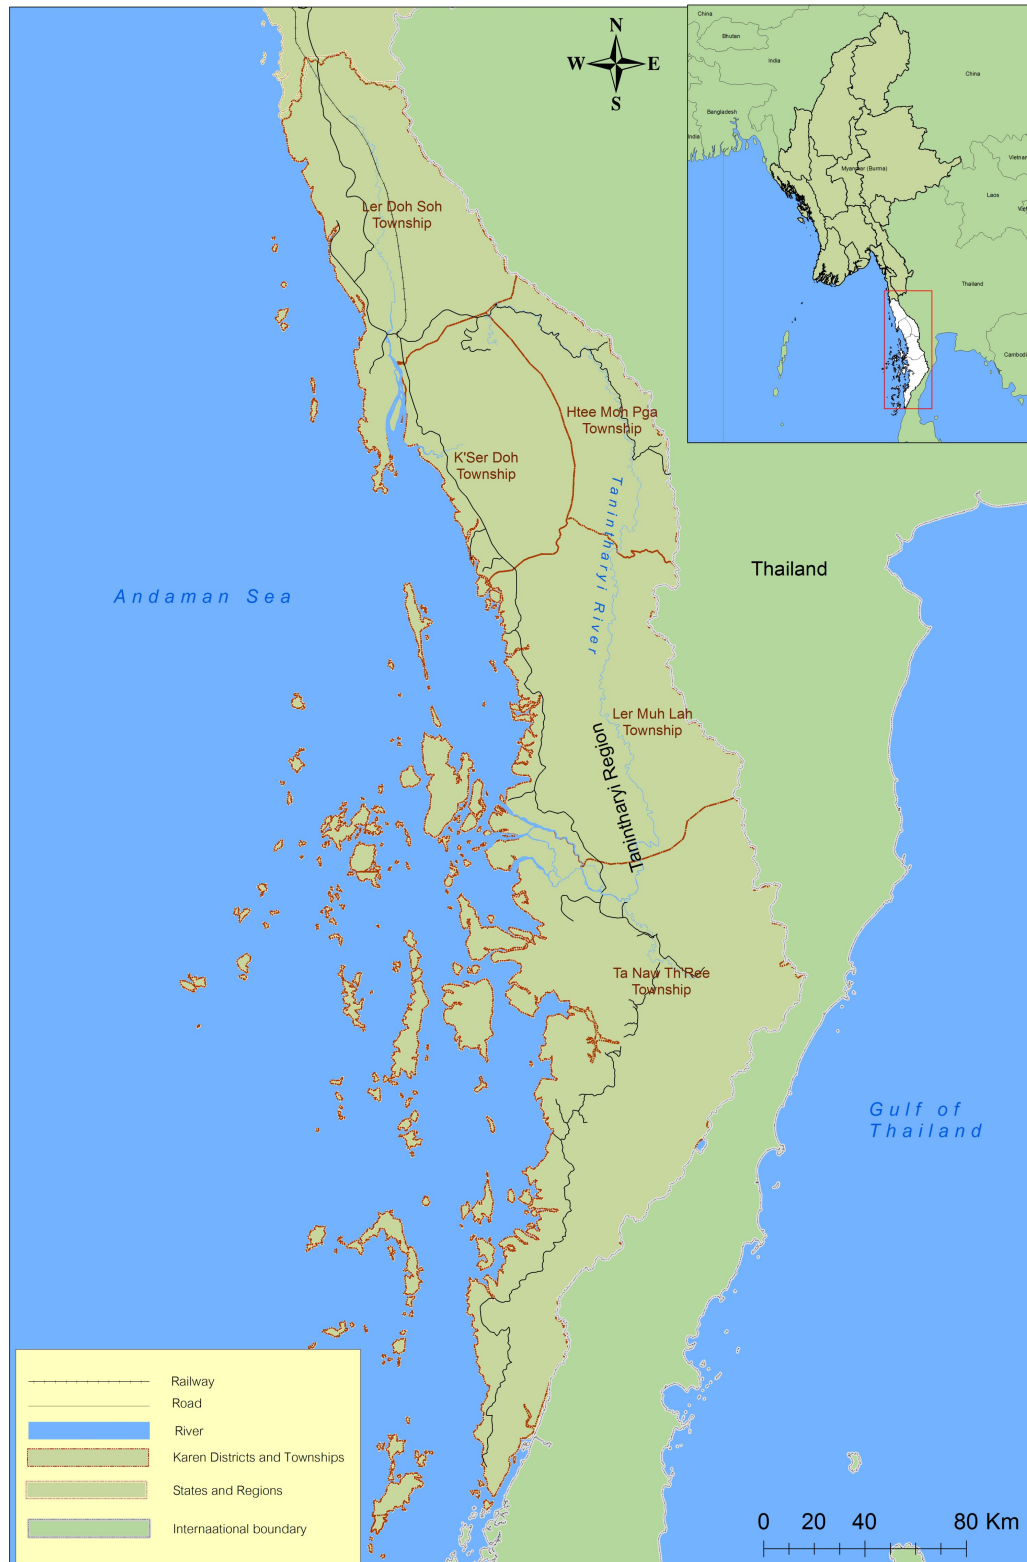 N
W E
S
China
Bhutan
India
China
Bangladesh
India
Myanmar (Burma)
Vietnam
Laos
Thailand
Ler Doh Soh
Township
Htee Moh Pga
Township
K'Ser Doh
Township
Tanintharyi River
Thailand
Andaman Sea
Ler Muh Lah
Township
Tanintharyi Region
Ta Naw Th'Ree
Township
Gulf of
Thailand
Railway
Road
River
Karen Districts and Townships
States and Regions
Internaational boundary
0 20 40 80 Km